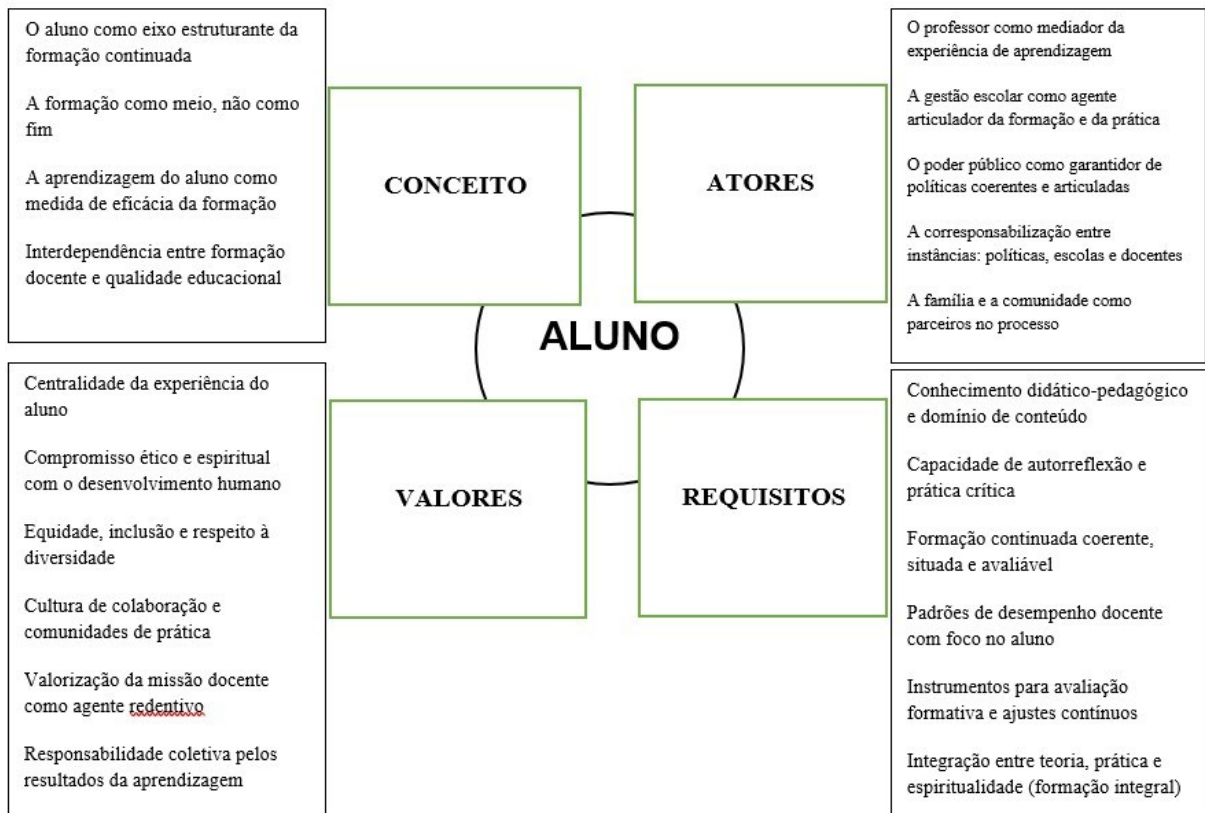 O aluno como eixo estruturante da
formação continuada
A formação como meio, não como
fim
A aprendizagem do aluno como
medida de eficácia da formação
Interdependência entre formação
docente e qualidade educacional
CONCEITO
ATORES
O professor como mediador da
experiência de aprendizagem
A gestão escolar como agente
articulador da formação e da prática
O poder público como garantidor de
políticas coerentes e articuladas
A corresponsabilização entre
instâncias: políticas, escolas e docentes
A família e a comunidade como
parceiros no processo
ALUNO
Centralidade da experiência do
aluno
Compromisso ético e espiritual
com o desenvolvimento humano
Equidade, inclusão e respeito à
diversidade
Cultura de colaboração e
comunidades de prática
Valorização da missão docente
como agente redentivo
Responsabilidade coletiva pelos
resultados da aprendizagem
VALORES
REQUISITOS
Conhecimento didático-pedagógico
e domínio de conteúdo
Capacidade de autorreflexão e
prática crítica
Formação continuada coerente,
situada e avaliável
Padrões de desempenho docente
com foco no aluno
Instrumentos para avaliação
formativa e ajustes contínuos
Integração entre teoria, prática e
espiritualidade (formação integral)